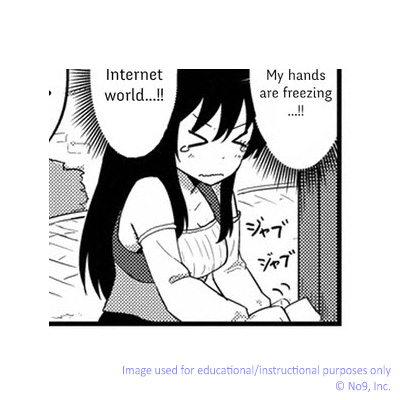 My hands
are freezing
...!!
Internet
world...!!
ジャブ
ジャブ
Image used for educational/instructional purposes only
© No9, Inc.